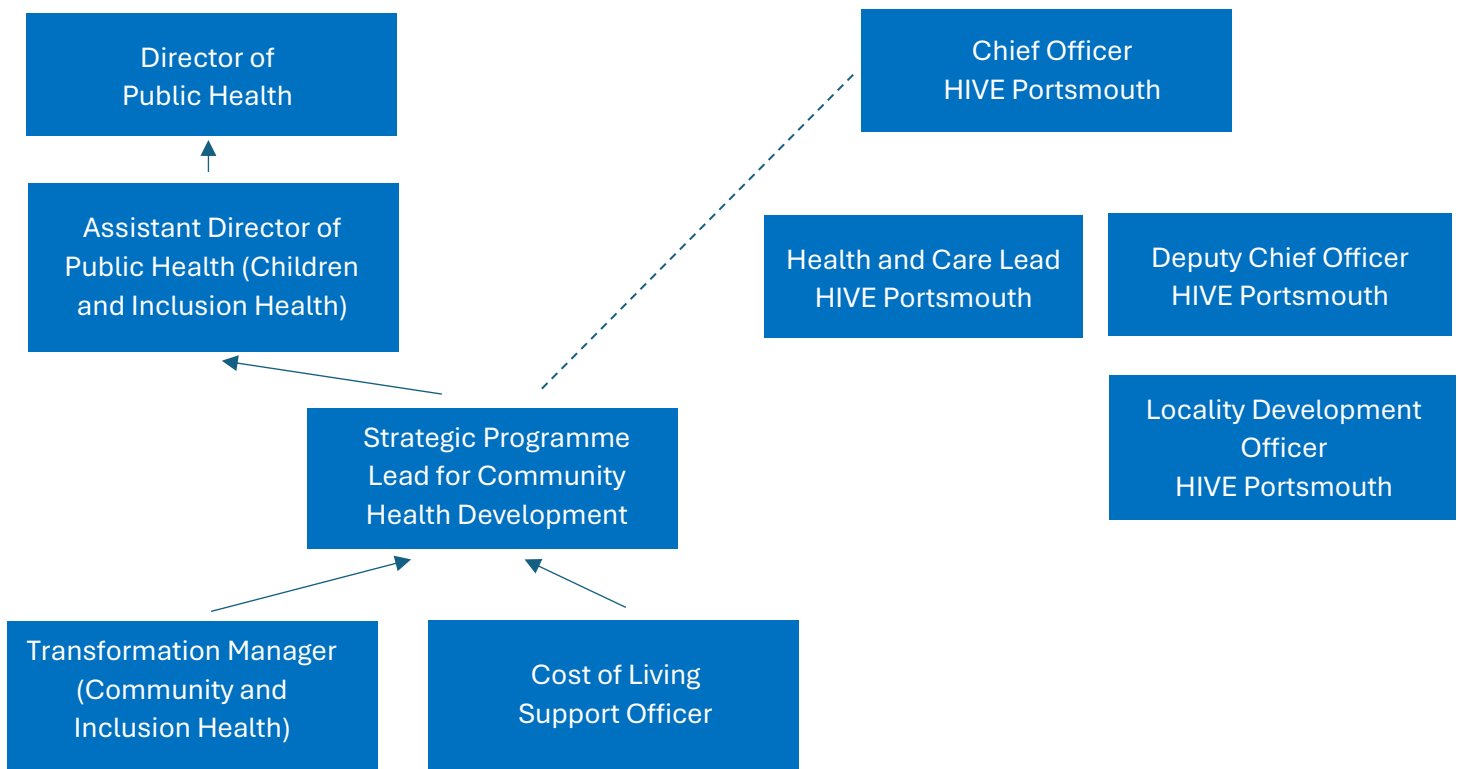 Director of
Public Health
Chief Officer
HIVE Portsmouth
Assistant Director of
Public Health (Children
and Inclusion Health)
Health and Care Lead
HIVE Portsmouth
Deputy Chief Officer
HIVE Portsmouth
Strategic Programme
Lead for Community
Health Development
Locality Development
Officer
HIVE Portsmouth
Transformation Manager
(Community and
Inclusion Health)
Cost of Living
Support Officer